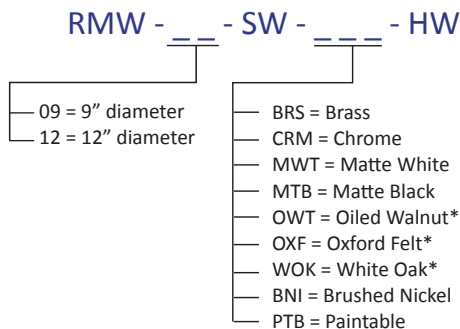 RMW - _ _ - SW - _ _ _ - HW
09 = 9” diameter
12 = 12” diameter
BRS = Brass
CRM = Chrome
MWT = Matte White
MTB = Matte Black
OWT = Oiled Walnut*
OXF = Oxford Felt*
WOK = White Oak*
BNI = Brushed Nickel
PTB = Paintable